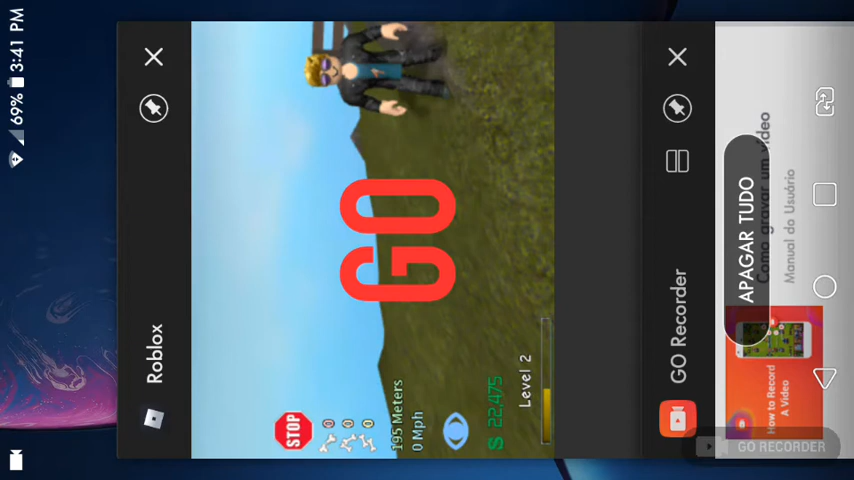 69% 3:41 PM
Roblox
GO
STOP
0 0 0
195 Meters
0 Mph
$ 22,475
Level 2
GO Recorder
APAGAR TUDO
Como gravar um vídeo
Manual do Usuário
How to Record
A Video
GO RECORDER